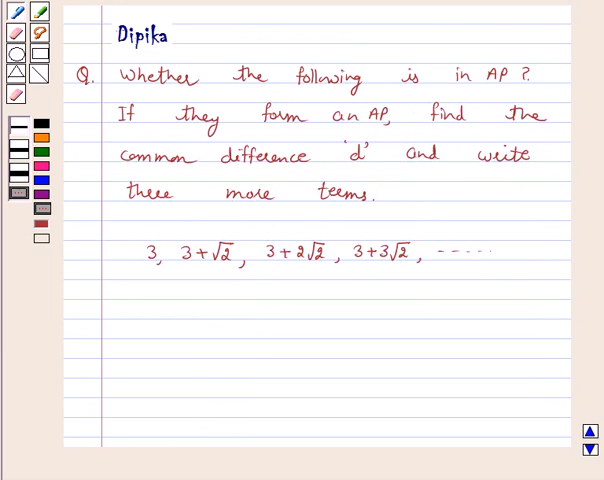 Dipika
Q. Whether the following is in AP?
If they form an AP, find the
common difference 'd' and write
three more terms.
3, 3+√2, 3+2√2, 3+3√2, -----